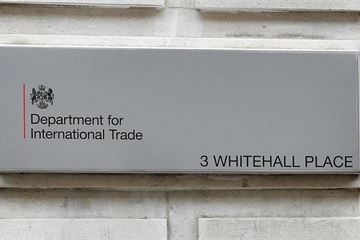 Department for
International Trade
3 WHITEHALL PLACE